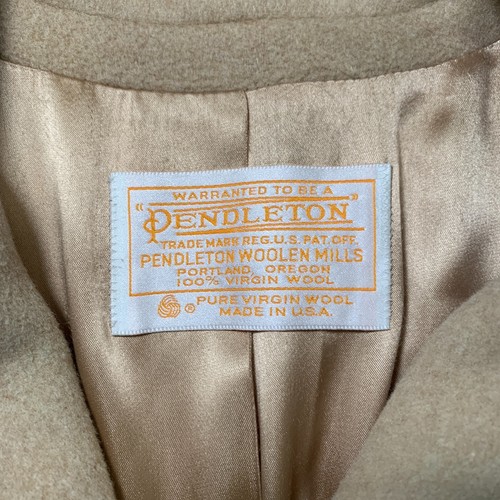 WARRANTED TO BE A
"PENDLETON"
TRADE MARK REG. U.S. PAT. OFF.
PENDLETON WOOLEN MILLS
PORTLAND, OREGON
100% VIRGIN WOOL
® PURE VIRGIN WOOL
MADE IN U.S.A.